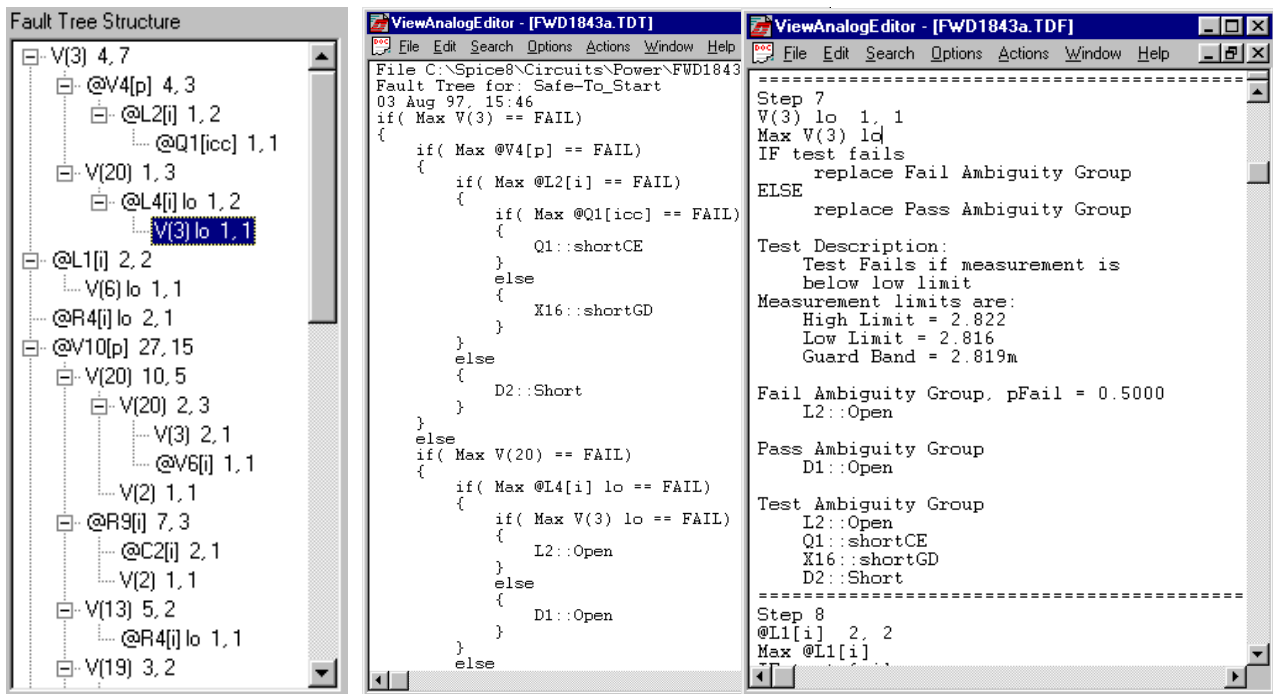 Fault Tree Structure
V(3) 4, 7
@V4[p] 4, 3
@L2[i] 1, 2
@Q1[icc] 1, 1
V(20) 1, 3
@L4[i] lo 1, 2
V(3) lo 1, 1
@L1[i] 2, 2
V(6) lo 1, 1
@R4[i] lo 2, 1
@V10[p] 27, 15
V(20) 10, 5
V(20) 2, 3
V(3) 2, 1
@V6[i] 1, 1
V(2) 1, 1
@R9[i] 7, 3
@C2[i] 2, 1
V(2) 1, 1
V(13) 5, 2
@R4[i] lo 1, 1
V(19) 3, 2
ViewAnalogEditor - [FWD1843a.TDT]
File Edit Search Options Actions Window Help
File C:\Spice8\Circuits\Power\FWD1843
Fault Tree for: Safe-To_Start
03 Aug 97, 15:46
if( Max V(3) == FAIL)
{
if( Max @V4[p] == FAIL)
{
if( Max @L2[i] == FAIL)
{
if( Max @Q1[icc] == FAIL)
{
Q1::shortCE
}
else
{
X16::shortGD
}
}
else
{
D2::Short
}
}
else
if( Max V(20) == FAIL)
{
if( Max @L4[i] lo == FAIL)
{
if( Max V(3) lo == FAIL)
{
L2::Open
}
else
{
D1::Open
}
}
else
ViewAnalogEditor - [FWD1843a.TDF]
File Edit Search Options Actions Window Help
==================================================
Step 7
V(3) lo 1, 1
Max V(3) lo
IF test fails
replace Fail Ambiguity Group
ELSE
replace Pass Ambiguity Group
Test Description:
Test Fails if measurement is
below low limit
Measurement limits are:
High Limit = 2.822
Low Limit = 2.816
Guard Band = 2.819m
Fail Ambiguity Group, pFail = 0.5000
L2::Open
Pass Ambiguity Group
D1::Open
Test Ambiguity Group
L2::Open
Q1::shortCE
X16::shortGD
D2::Short
==================================================
Step 8
@L1[i] 2, 2
Max @L1[i]